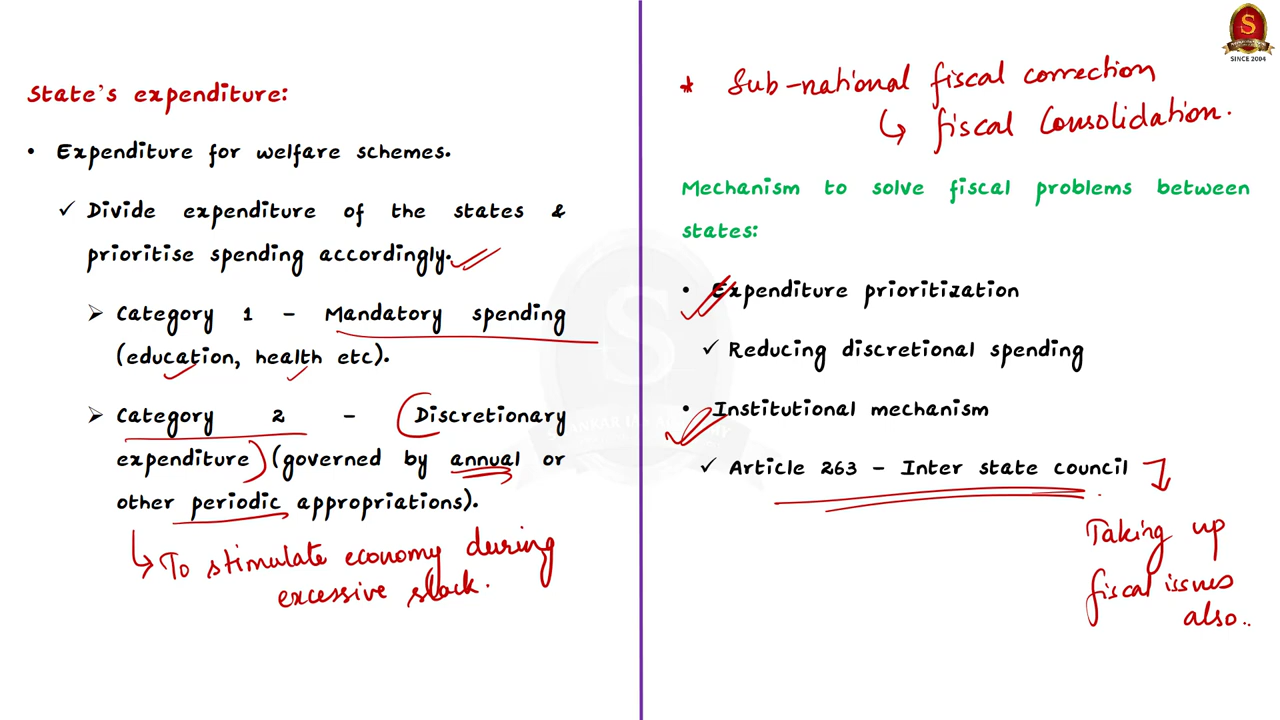 State's expenditure:
• Expenditure for welfare schemes.
✓ Divide expenditure of the states &
prioritise spending accordingly.
➢ Category 1 - Mandatory spending
(education, health etc).
➢ Category 2 - Discretionary
expenditure (governed by annual or
other periodic appropriations).
↳ To stimulate economy during
excessive slack.
S
SINCE 2004
* Sub-national fiscal correction
↳ fiscal Consolidation.
Mechanism to solve fiscal problems between
states:
• Expenditure prioritization
✓ Reducing discretional spending
• Institutional mechanism
✓ Article 263 - Inter state council
Taking up
fiscal issues
also..